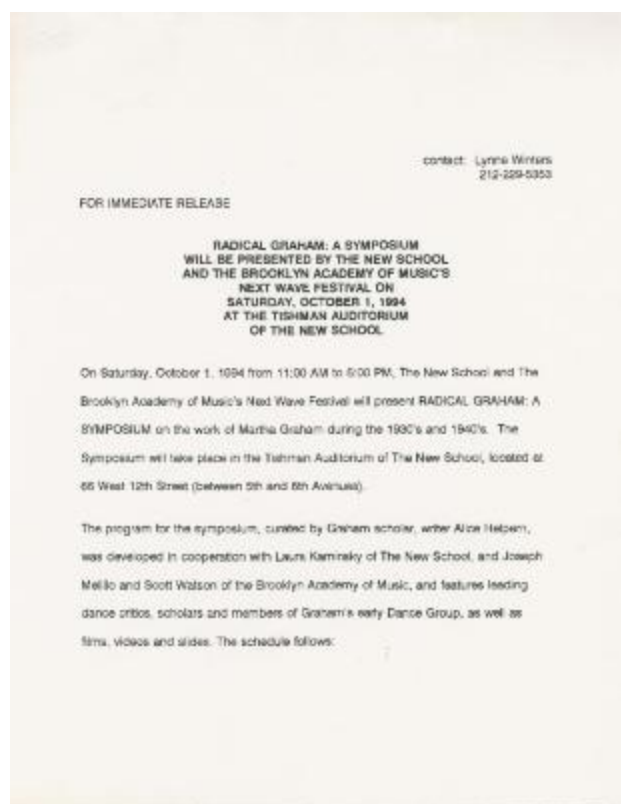 contact: Lynne Winters
212-229-5353
FOR IMMEDIATE RELEASE
RADICAL GRAHAM: A SYMPOSIUM
WILL BE PRESENTED BY THE NEW SCHOOL
AND THE BROOKLYN ACADEMY OF MUSIC'S
NEXT WAVE FESTIVAL ON
SATURDAY, OCTOBER 1, 1994
AT THE TISHMAN AUDITORIUM
OF THE NEW SCHOOL
On Saturday, October 1, 1994 from 11:00 AM to PM, The New School and The
Brooklyn Academy of Music's Next Wave Festival will present RADICAL GRAHAM: A
SYMPOSIUM on the work of Martha Graham during the 1930's and 1940's. The
Symposium will take place in the Tishman Auditorium of The New School, located at
66 West 12th Street (between 5th and 6th Avenues).
The program for the symposium, curated by Graham scholar, writer Alice Helpern,
was developed in cooperation with Laura Kaminsky of The New School, and Joseph
Melillo and Scott Watson of the Brooklyn Academy of Music, and features leading
dance critics, scholars and members of Graham's early Dance Group, as well as
films, videos and slides. The schedule follows: